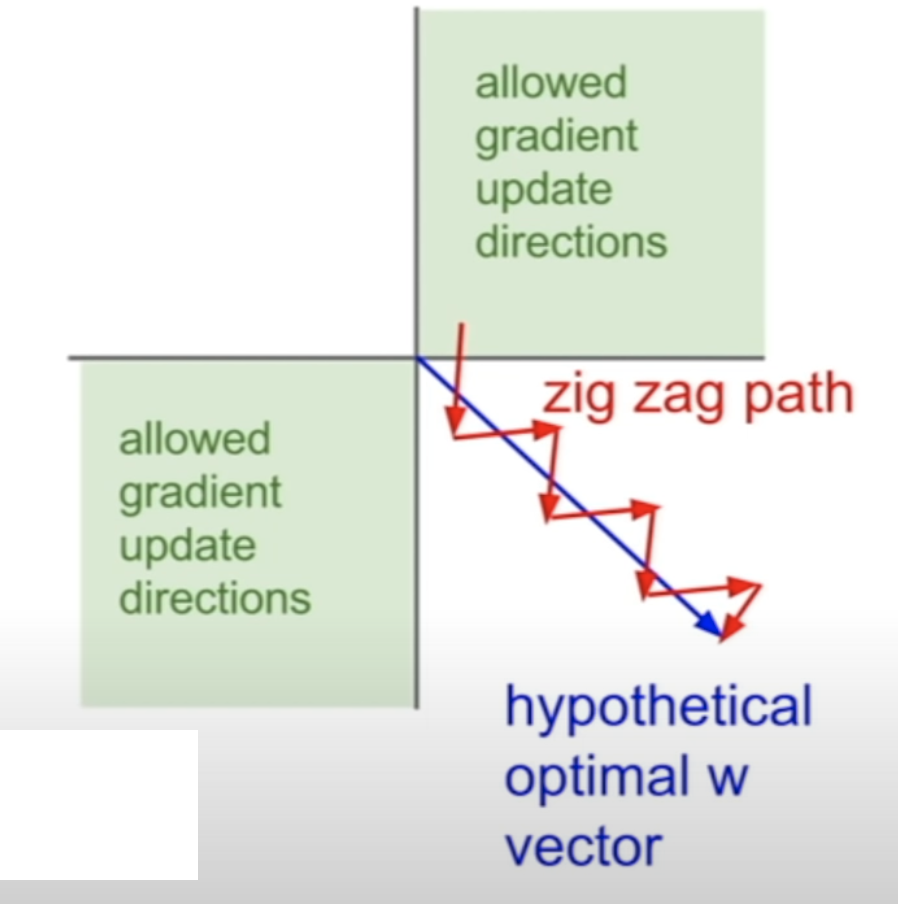 allowed
gradient
update
directions
zig zag path
allowed
gradient
update
directions
hypothetical
optimal w
vector